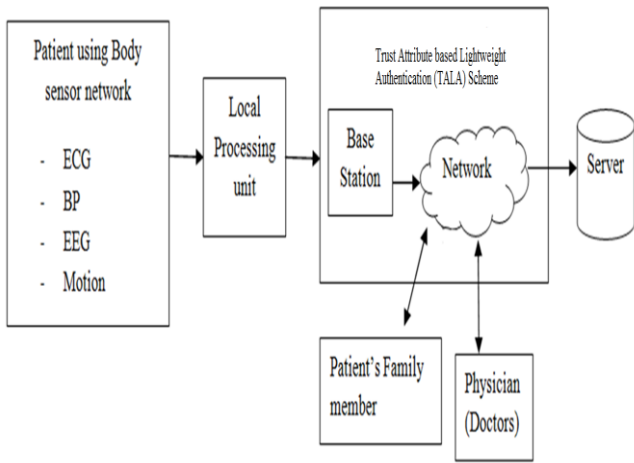 Patient using Body
sensor network
- ECG
- BP
- EEG
- Motion
Local
Processing
unit
Trust Attribute based Lightweight
Authentication (TALA) Scheme
Base
Station
Network
Server
Patient's Family
member
Physician
(Doctors)